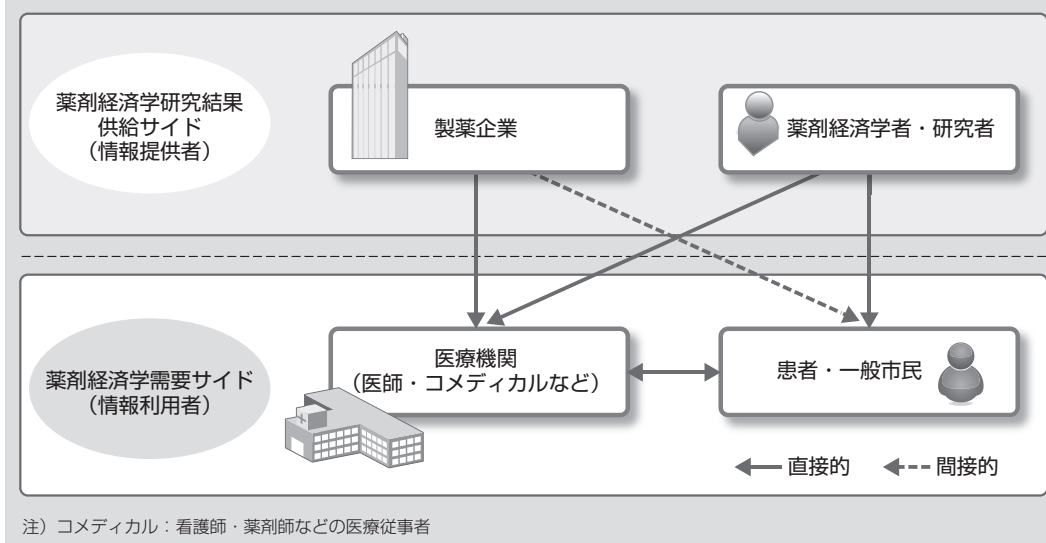 薬剤経済学研究結果
供給サイド
（情報提供者）
製薬企業
薬剤経済学者・研究者
薬剤経済学需要サイド
（情報利用者）
医療機関
（医師・コメディカルなど）
患者・一般市民
直接的
間接的
注）コメディカル：看護師・薬剤師などの医療従事者